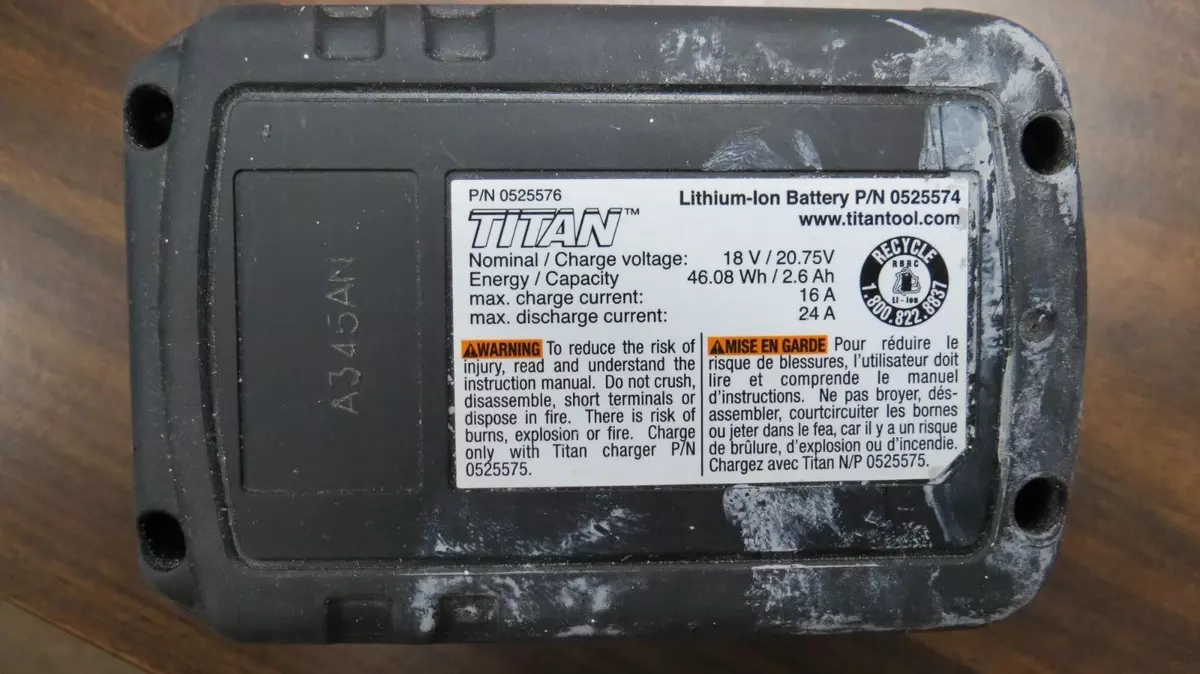 P/N 0525576
Lithium-Ion Battery P/N 0525574
TITAN™
www.titantool.com
Nominal / Charge voltage: 18 V / 20.75V
Energy / Capacity 46.08 Wh / 2.6 Ah
max. charge current: 16 A
max. discharge current: 24 A
RECYCLE
RBRC
Li-ion
1.800.822.8837
WARNING To reduce the risk of
injury, read and understand the
instruction manual. Do not crush,
disassemble, short terminals or
dispose in fire. There is risk of
burns, explosion or fire. Charge
only with Titan charger P/N
0525575.
MISE EN GARDE Pour réduire le
risque de blessures, l'utilisateur doit
lire et comprende le manuel
d'instructions. Ne pas broyer, dés-
assembler, courtcircuiter les bornes
ou jeter dans le fea, car il y a un risque
de brûlure, d'explosion ou d'incendie.
Chargez avec Titan N/P 0525575.
A345AN